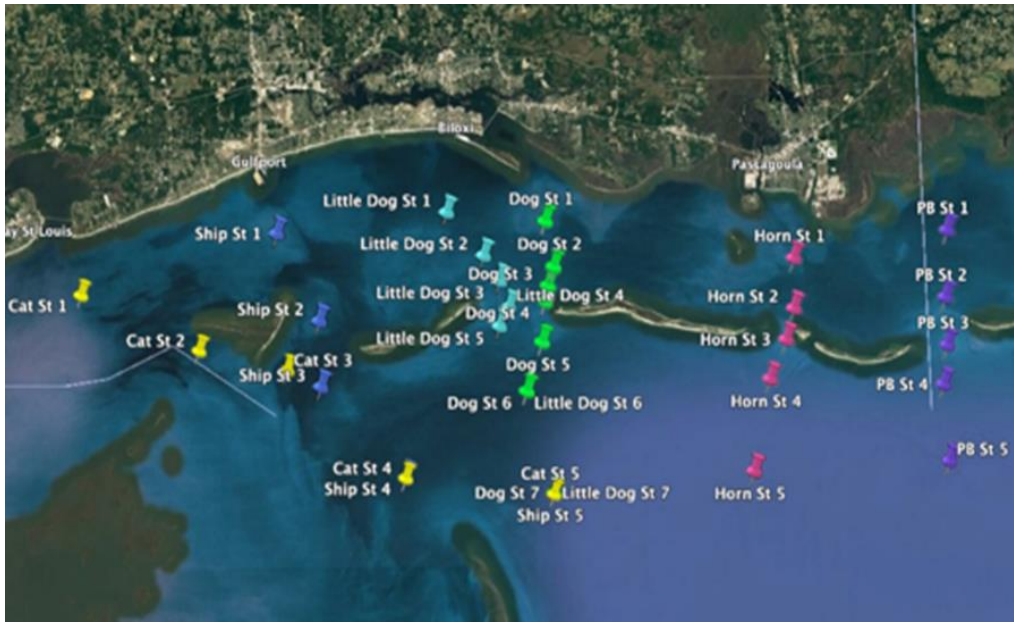 Biloxi
Gulfport
Pascagoula
ay St Louis
Little Dog St 1
Dog St 1
PB St 1
Ship St 1
Little Dog St 2
Dog St 2
Horn St 1
Dog St 3
PB St 2
Cat St 1
Little Dog St 3
Little Dog St 4
Horn St 2
Ship St 2
Dog St 4
PB St 3
Cat St 2
Little Dog St 5
Horn St 3
Cat St 3
Dog St 5
Ship St 3
PB St 4
Dog St 6
Little Dog St 6
Horn St 4
PB St 5
Cat St 4
Cat St 5
Ship St 4
Dog St 7
Little Dog St 7
Horn St 5
Ship St 5